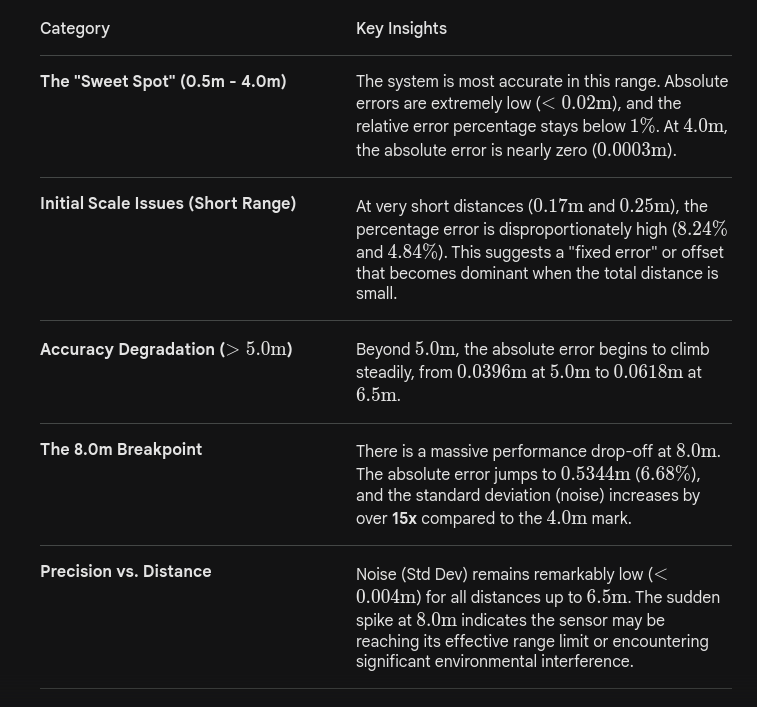 Category
Key Insights
The "Sweet Spot" (0.5m - 4.0m)
The system is most accurate in this range. Absolute
errors are extremely low (< 0.02m), and the
relative error percentage stays below 1%. At 4.0m,
the absolute error is nearly zero (0.0003m).
Initial Scale Issues (Short Range)
At very short distances (0.17m and 0.25m), the
percentage error is disproportionately high (8.24%
and 4.84%). This suggests a "fixed error" or offset
that becomes dominant when the total distance is
small.
Accuracy Degradation (> 5.0m)
Beyond 5.0m, the absolute error begins to climb
steadily, from 0.0396m at 5.0m to 0.0618m at
6.5m.
The 8.0m Breakpoint
There is a massive performance drop-off at 8.0m.
The absolute error jumps to 0.5344m (6.68%),
and the standard deviation (noise) increases by
over 15x compared to the 4.0m mark.
Precision vs. Distance
Noise (Std Dev) remains remarkably low (<
0.004m) for all distances up to 6.5m. The sudden
spike at 8.0m indicates the sensor may be
reaching its effective range limit or encountering
significant environmental interference.